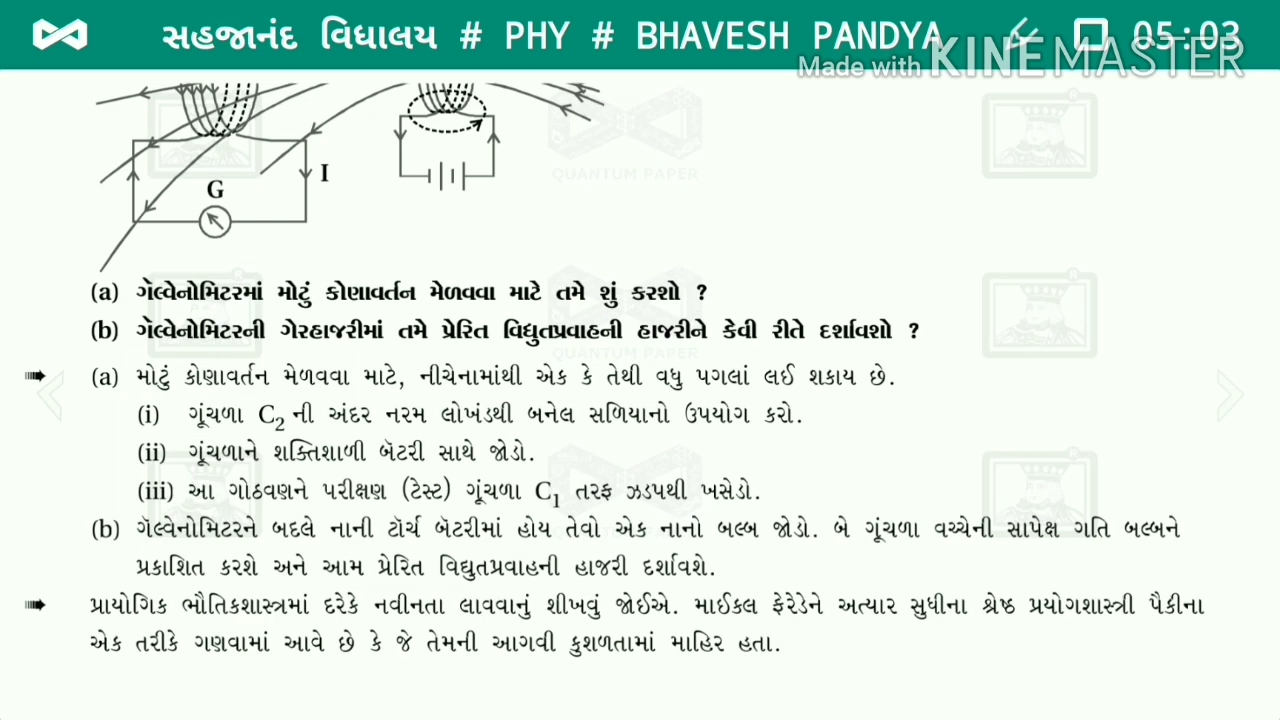 સહજાનંદ વિધાલય # PHY # BHAVESH PANDYA 05:03
Made with KINEMASTER
I
G
QUANTUM PAPER
(a) ગેલ્વેનોમિટરમાં મોટું કોણાવર્તન મેળવવા માટે તમે શું કરશો ?
(b) ગેલ્વેનોમિટરની ગેરહાજરીમાં તમે પ્રેરિત વિદ્યુતપ્રવાહની હાજરીને કેવી રીતે દર્શાવશો ?
QUANTUM PAPER
(a) મોટું કોણાવર્તન મેળવવા માટે, નીચેનામાંથી એક કે તેથી વધુ પગલાં લઈ શકાય છે.
(i) ગૂંચળા C2 ની અંદર નરમ લોખંડથી બનેલ સળિયાનો ઉપયોગ કરો.
(ii) ગૂંચળાને શક્તિશાળી બૅટરી સાથે જોડો.
(iii) આ ગોઠવણને પરીક્ષણ (ટેસ્ટ) ગૂંચળા C1 તરફ ઝડપથી ખસેડો.
(b) ગૅલ્વેનોમિટરને બદલે નાની ટૉર્ચ બૅટરીમાં હોય તેવો એક નાનો બલ્બ જોડો. બે ગૂંચળા વચ્ચેની સાપેક્ષ ગતિ બલ્બને
પ્રકાશિત કરશે અને આમ પ્રેરિત વિદ્યુતપ્રવાહની હાજરી દર્શાવશે.
પ્રાયોગિક ભૌતિકશાસ્ત્રમાં દરેકે નવીનતા લાવવાનું શીખવું જોઈએ. માઈકલ ફેરેડેને અત્યાર સુધીના શ્રેષ્ઠ પ્રયોગશાસ્ત્રી પૈકીના
એક તરીકે ગણવામાં આવે છે કે જે તેમની આગવી કુશળતામાં માહિર હતા.